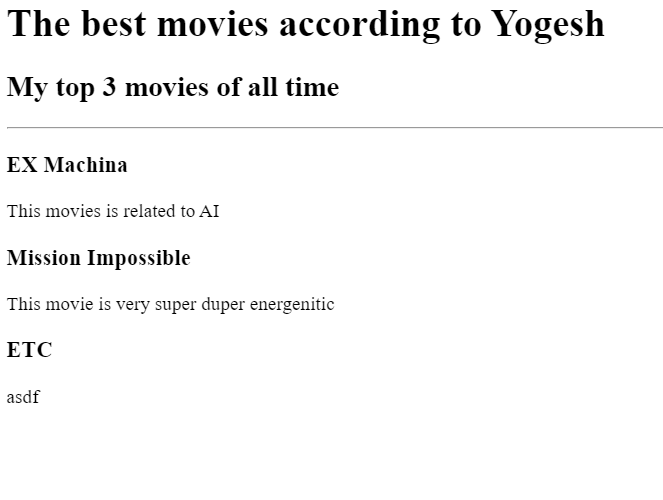 The best movies according to Yogesh
My top 3 movies of all time
EX Machina
This movies is related to AI
Mission Impossible
This movie is very super duper energenitic
ETC
asdf